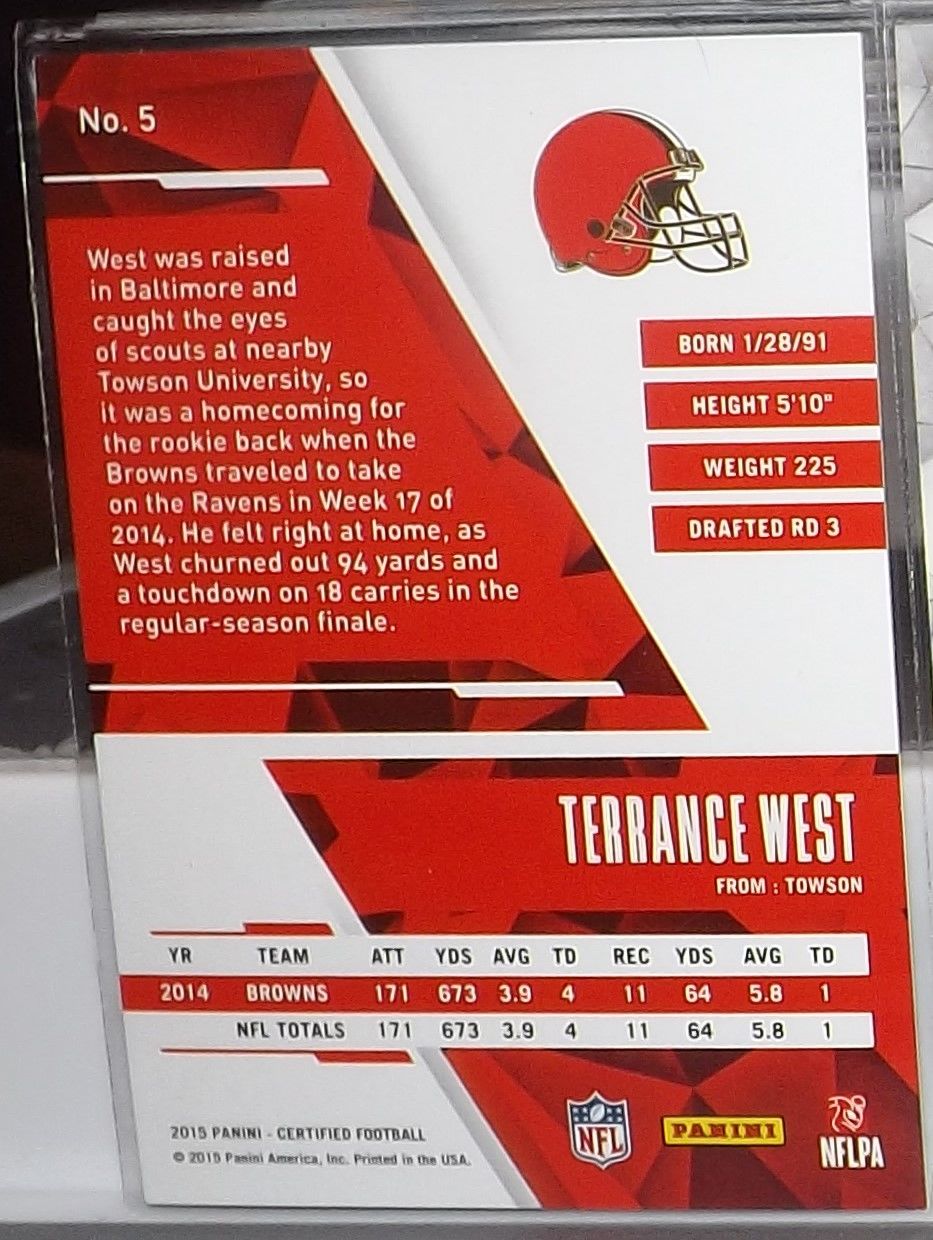 No. 5
West was raised
in Baltimore and
caught the eyes
of scouts at nearby
Towson University, so
it was a homecoming for
the rookie back when the
Browns traveled to take
on the Ravens in Week 17 of
2014. He felt right at home, as
West churned out 94 yards and
a touchdown on 18 carries in the
regular-season finale.
BORN 1/28/91
HEIGHT 5'10"
WEIGHT 225
DRAFTED RD 3
TERRANCE WEST
FROM : TOWSON
YR TEAM ATT YDS AVG TD REC YDS AVG TD
2014 BROWNS 171 673 3.9 4 11 64 5.8 1
NFL TOTALS 171 673 3.9 4 11 64 5.8 1
2015 PANINI - CERTIFIED FOOTBALL
© 2015 Panini America, Inc. Printed in the USA.
NFL
PANINI
NFLPA